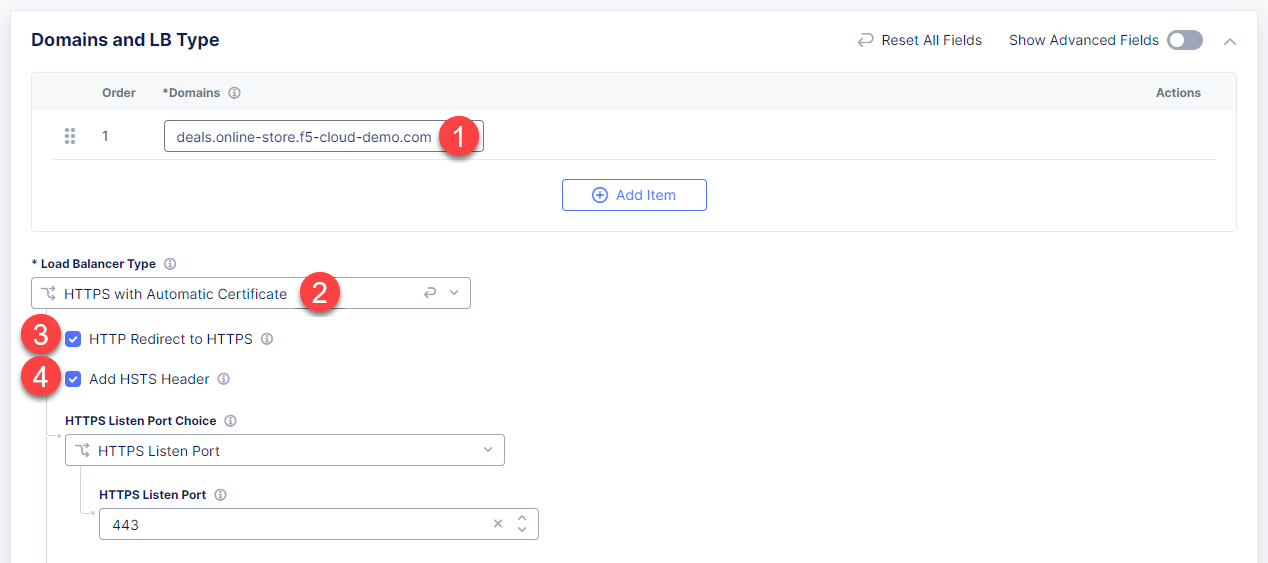 Domains and LB Type Reset All Fields Show Advanced Fields
Order *Domains Actions
1 deals.online-store.f5-cloud-demo.com 1
Add Item
* Load Balancer Type
HTTPS with Automatic Certificate 2
3 HTTP Redirect to HTTPS
4 Add HSTS Header
HTTPS Listen Port Choice
HTTPS Listen Port
HTTPS Listen Port
443